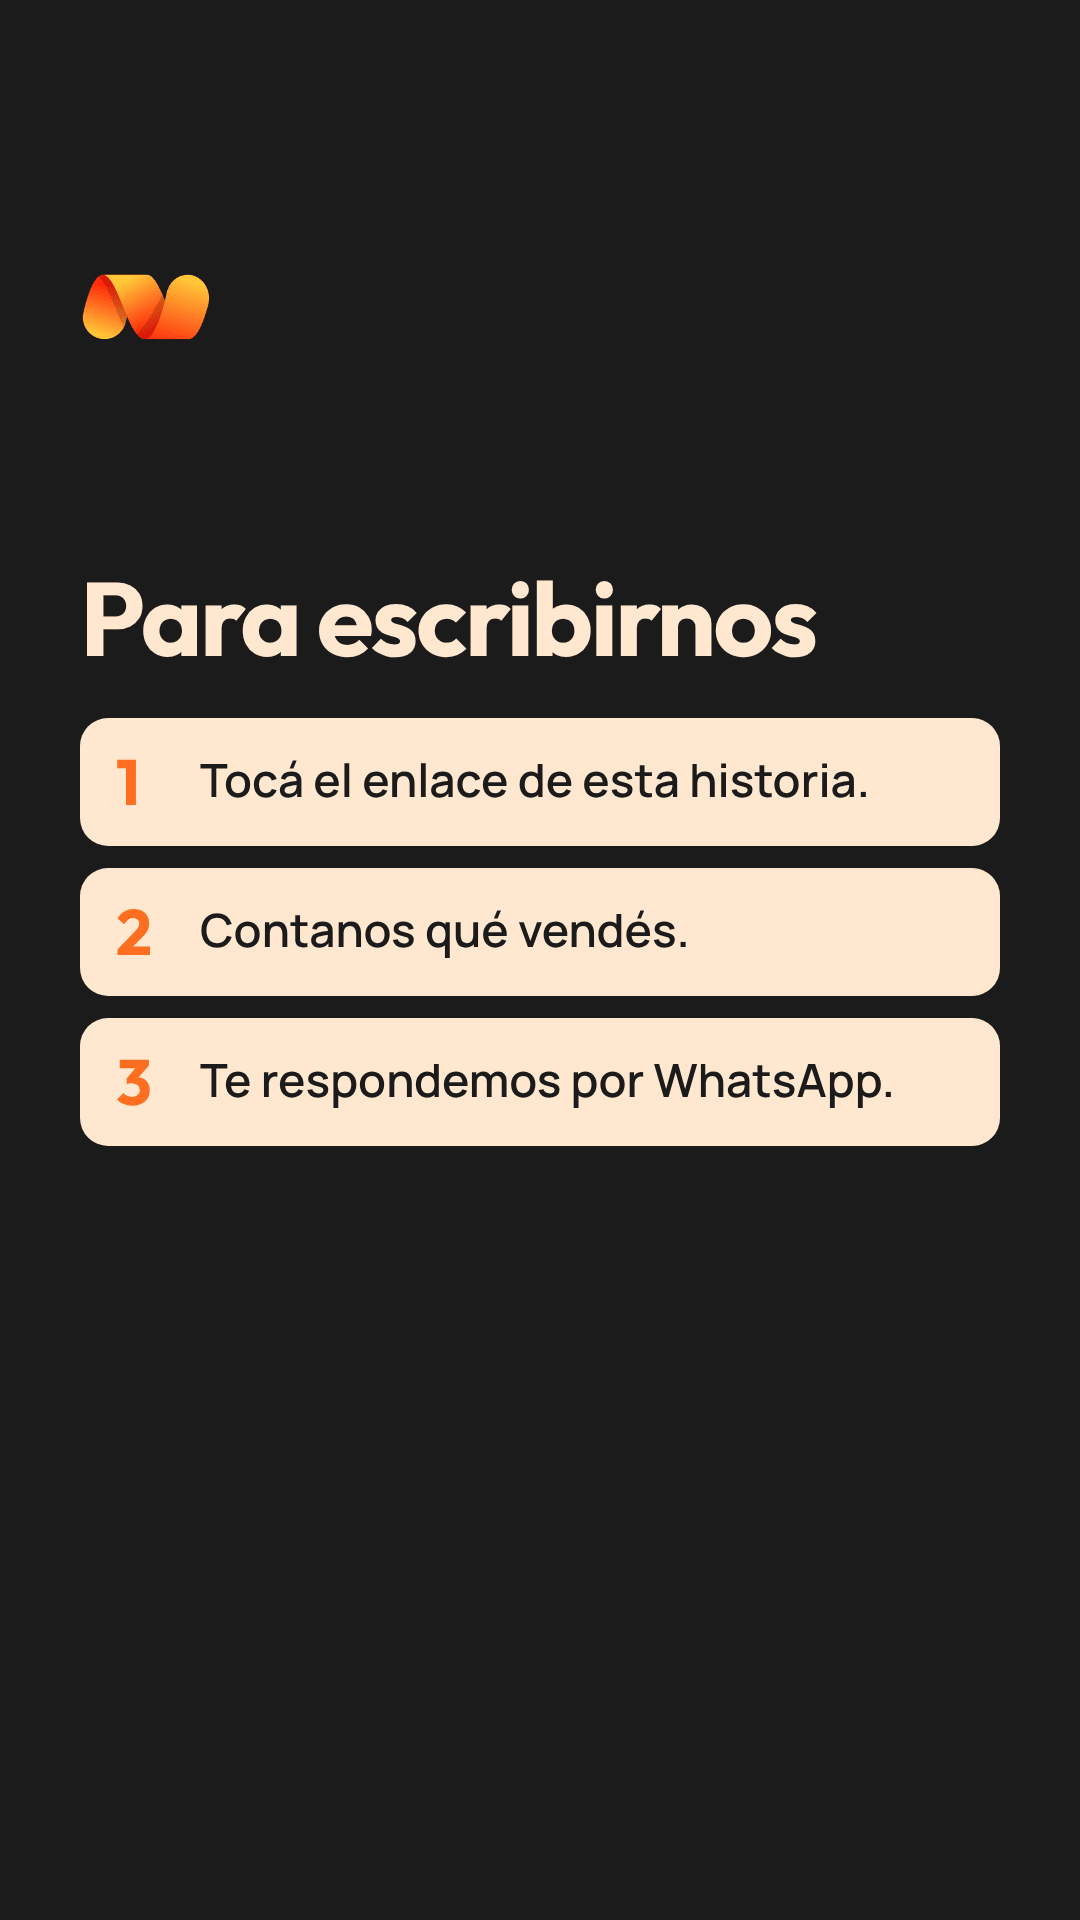 Para escribirnos
1 Tocá el enlace de esta historia.
2 Contanos qué vendés.
3 Te respondemos por WhatsApp.